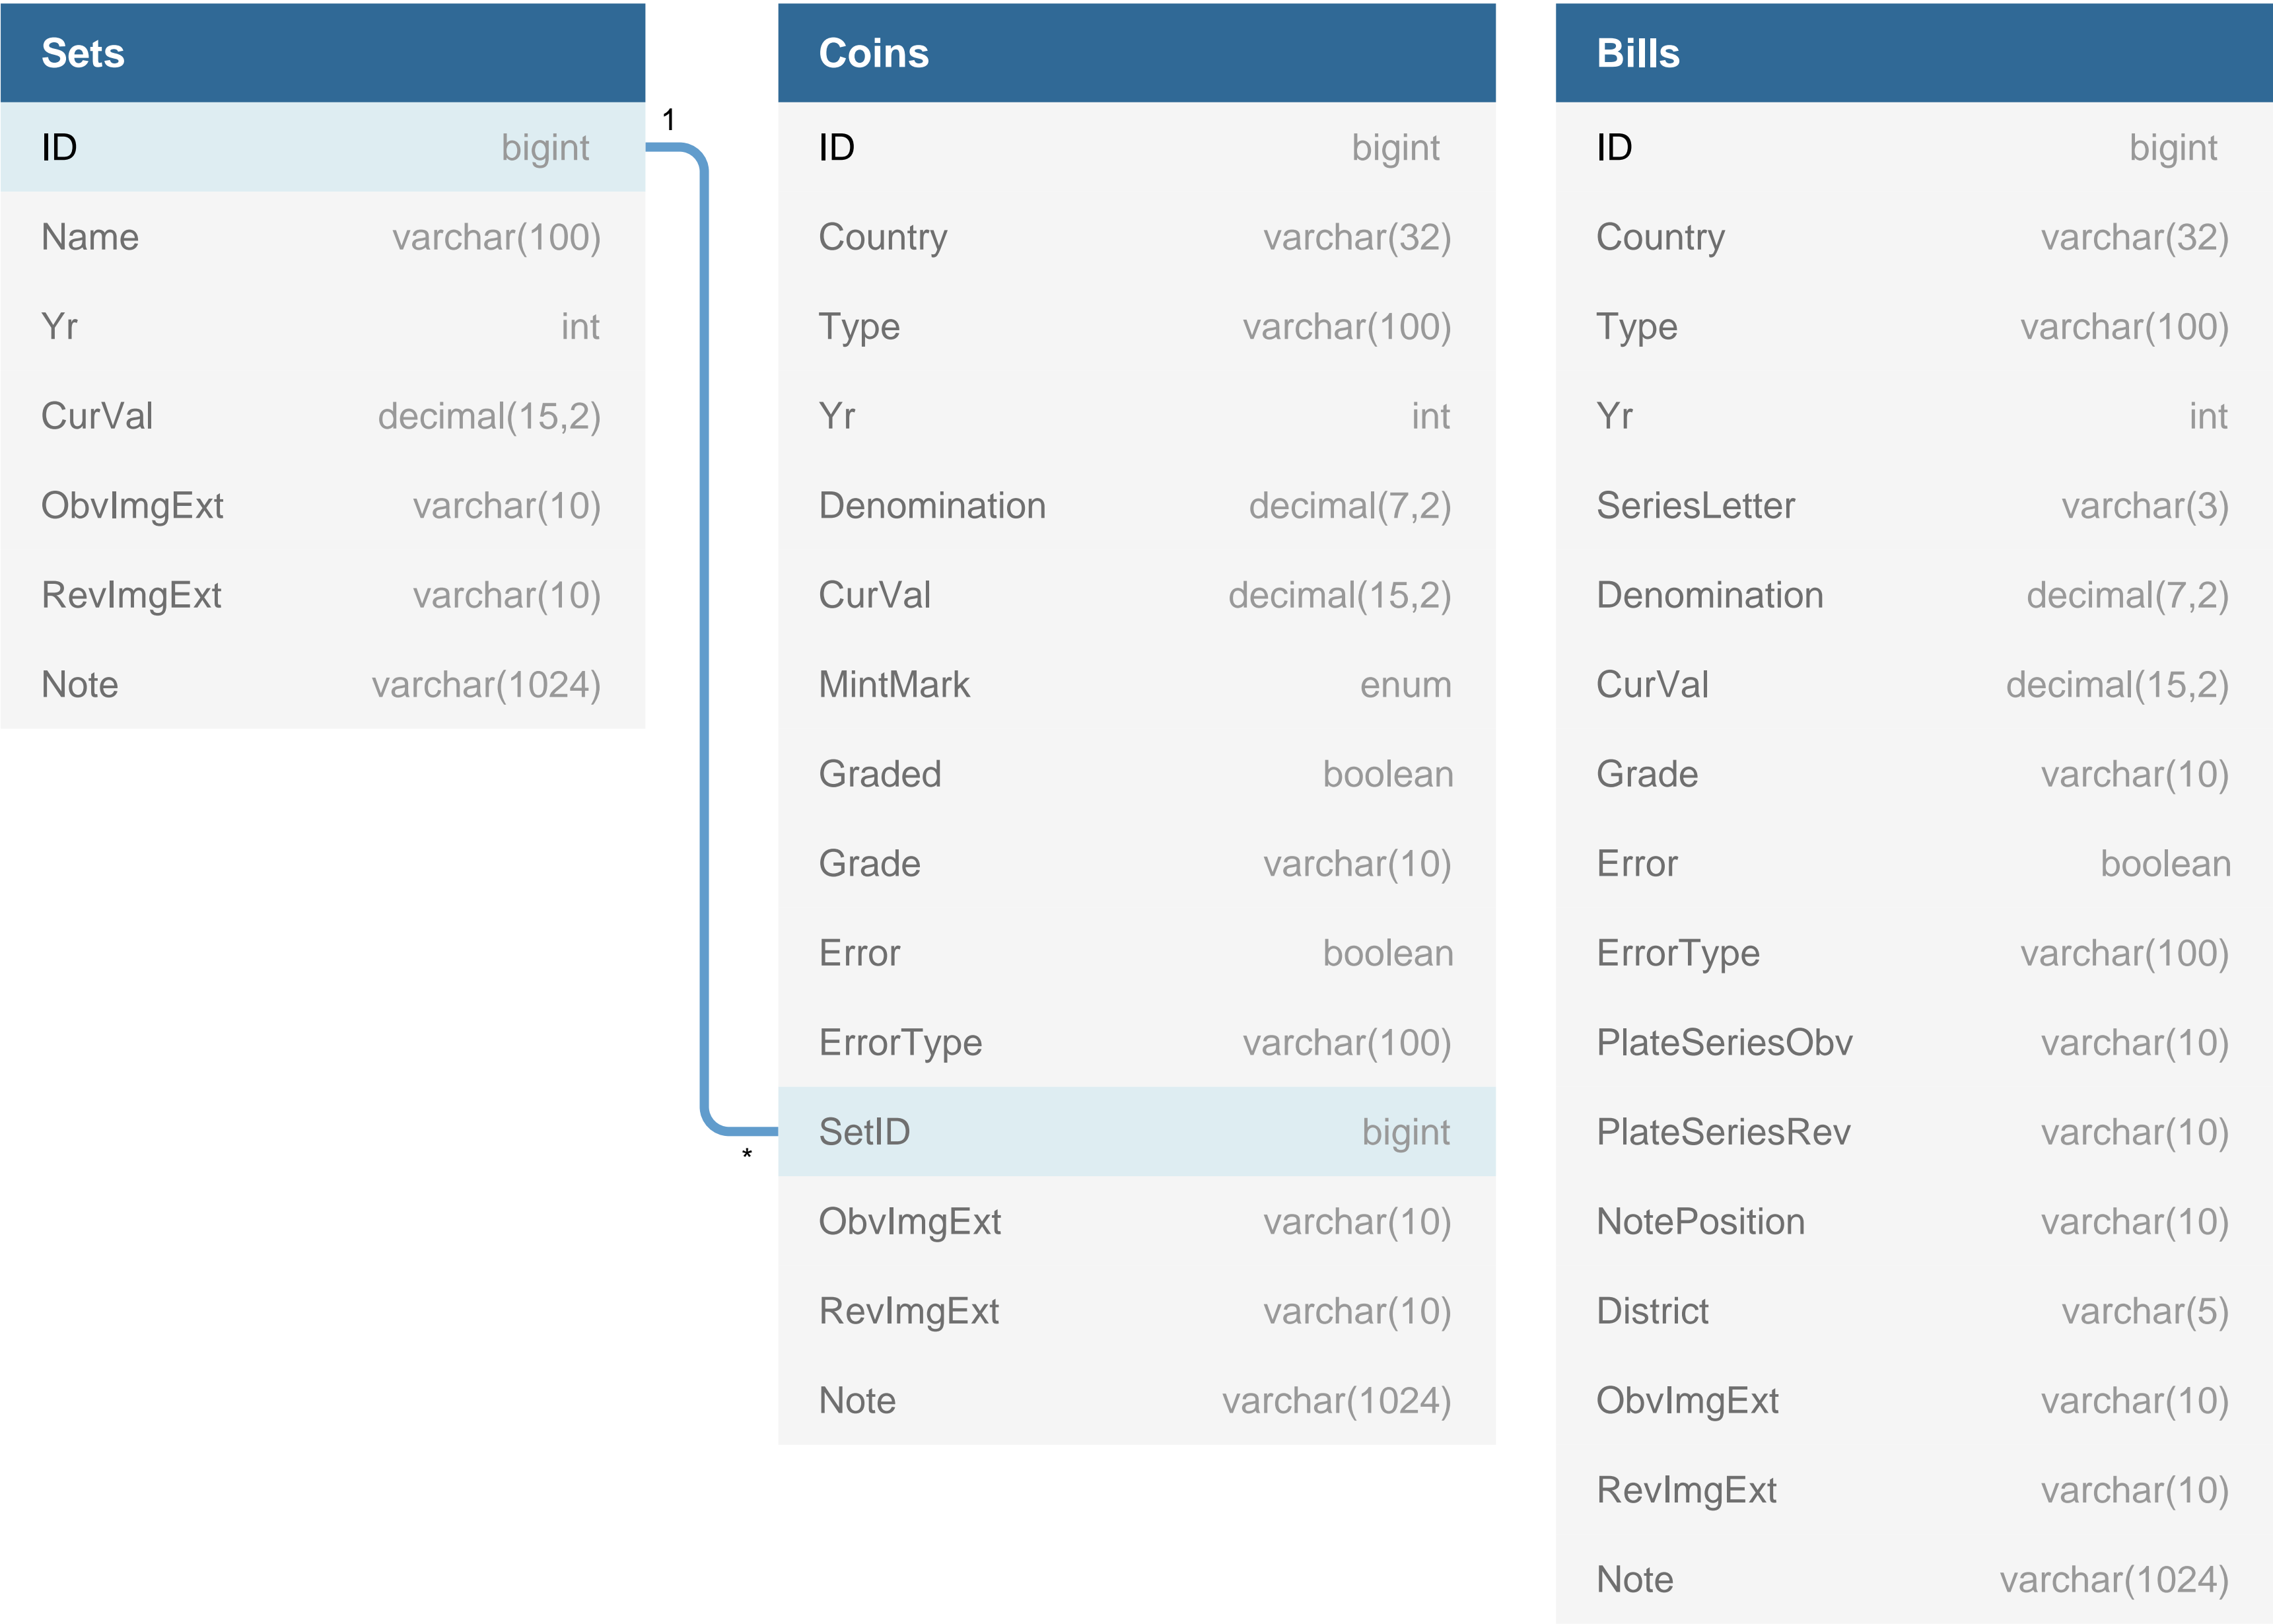 Sets
ID bigint
Name varchar(100)
Yr int
CurVal decimal(15,2)
ObvImgExt varchar(10)
RevImgExt varchar(10)
Note varchar(1024)
1
*
Coins
ID bigint
Country varchar(32)
Type varchar(100)
Yr int
Denomination decimal(7,2)
CurVal decimal(15,2)
MintMark enum
Graded boolean
Grade varchar(10)
Error boolean
ErrorType varchar(100)
SetID bigint
ObvImgExt varchar(10)
RevImgExt varchar(10)
Note varchar(1024)
Bills
ID bigint
Country varchar(32)
Type varchar(100)
Yr int
SeriesLetter varchar(3)
Denomination decimal(7,2)
CurVal decimal(15,2)
Grade varchar(10)
Error boolean
ErrorType varchar(100)
PlateSeriesObv varchar(10)
PlateSeriesRev varchar(10)
NotePosition varchar(10)
District varchar(5)
ObvImgExt varchar(10)
RevImgExt varchar(10)
Note varchar(1024)